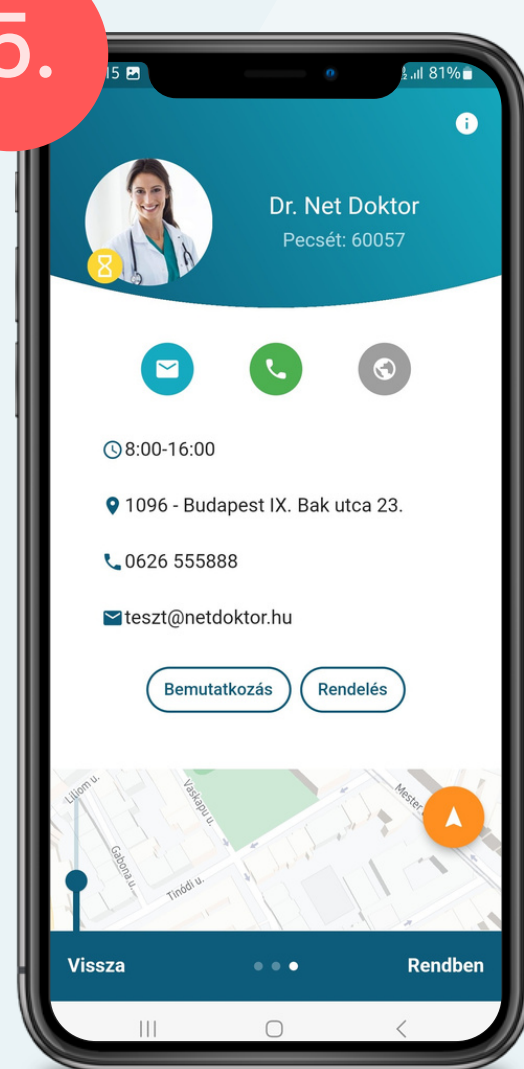 5.
15
81%
Dr. Net Doktor
Pecsét: 60057
8:00-16:00
1096 - Budapest IX. Bak utca 23.
0626 555888
teszt@netdoktor.hu
Bemutatkozás
Rendelés
Liliom u.
Vaskapu u.
Mester
Gabona u.
Tinódi u.
Vissza
Rendben